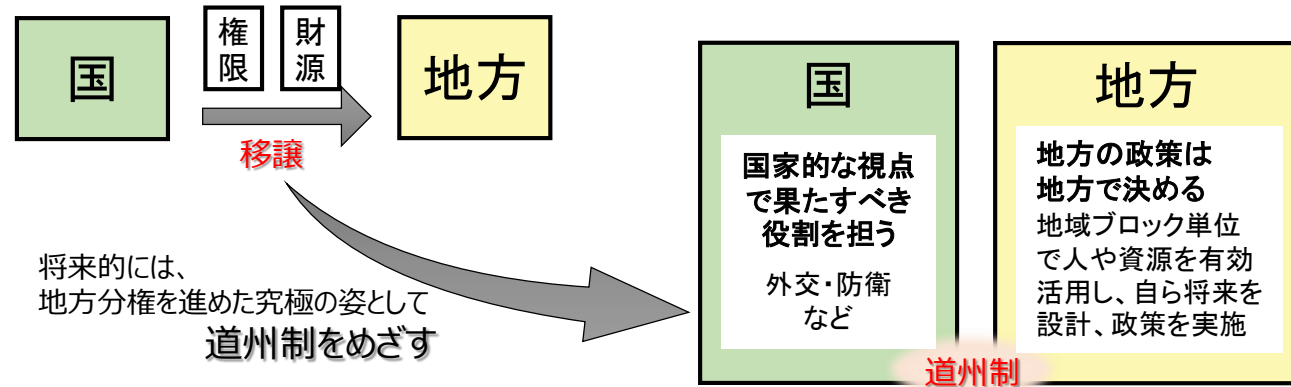 国
権限
財源
地方
移譲
将来的には、
地方分権を進めた究極の姿として
道州制をめざす
国
国家的な視点
で果たすべき
役割を担う
外交・防衛
など
地方
地方の政策は
地方で決める
地域ブロック単位
で人や資源を有効
活用し、自ら将来を
設計、政策を実施
道州制